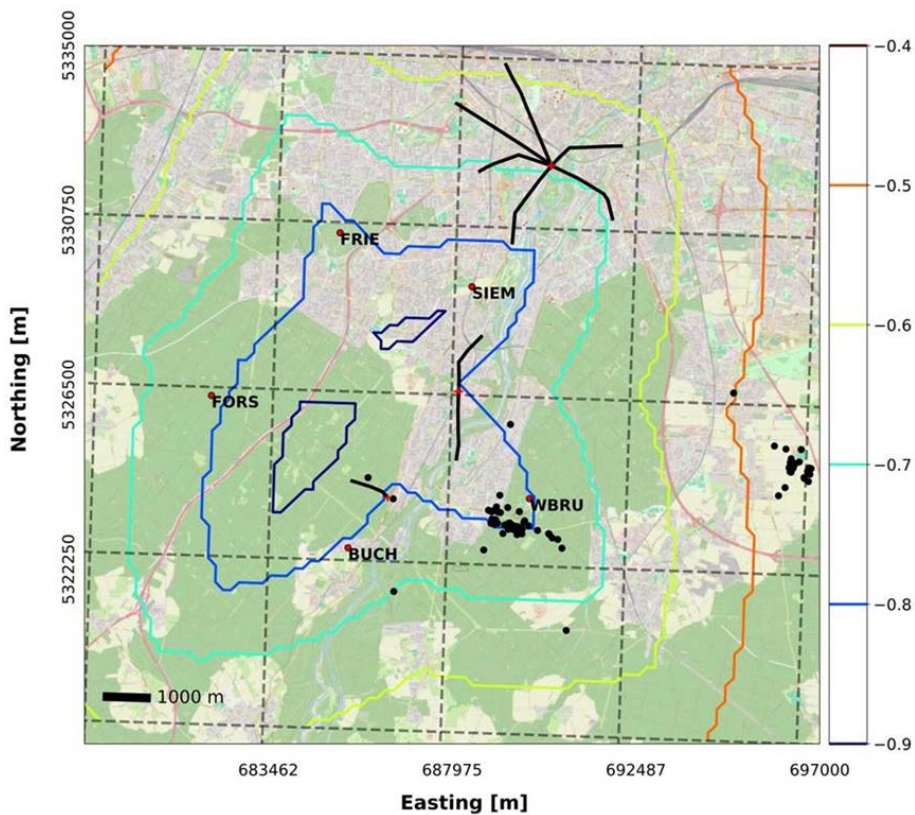 5335000
5330750
5326500
5322250
Northing [m]
FRIE
SIEM
FORS
WBRU
BUCH
1000 m
683462
687975
692487
697000
Easting [m]
−0.4
−0.5
−0.6
−0.7
−0.8
−0.9